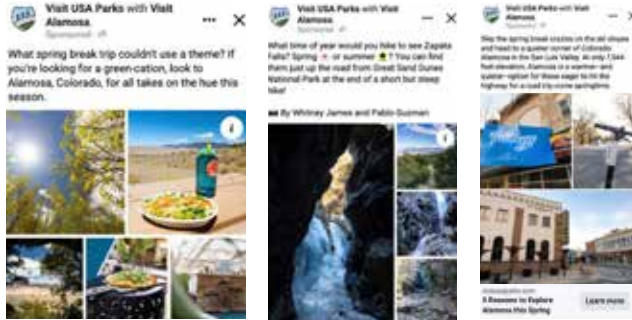 Visit USA Parks with Visit
Alamosa.
Sponsored
What spring break trip couldn't use a theme? If
you're looking for a green-cation, look to
Alamosa, Colorado, for all takes on the hue this
season.
Visit USA Parks with Visit
Alamosa.
Sponsored
What time of year would you like to see Zapata
Falls? Spring 🌸 or summer 🌻? You can find
them just up the road from Great Sand Dunes
National Park at the end of a short but steep
hike!
📸 By Whitney James and Pablo Guzman
Visit USA Parks with Visit
Alamosa.
Sponsored
Skip the spring break crazies on the ski slopes
and head to a quieter corner of Colorado:
Alamosa in the San Luis Valley. At only 7,544
feet elevation, Alamosa is a warmer–and
quieter–option for those eager to hit the
highway for a road trip come springtime.
5 Reasons to Explore
Alamosa this Spring
Learn more